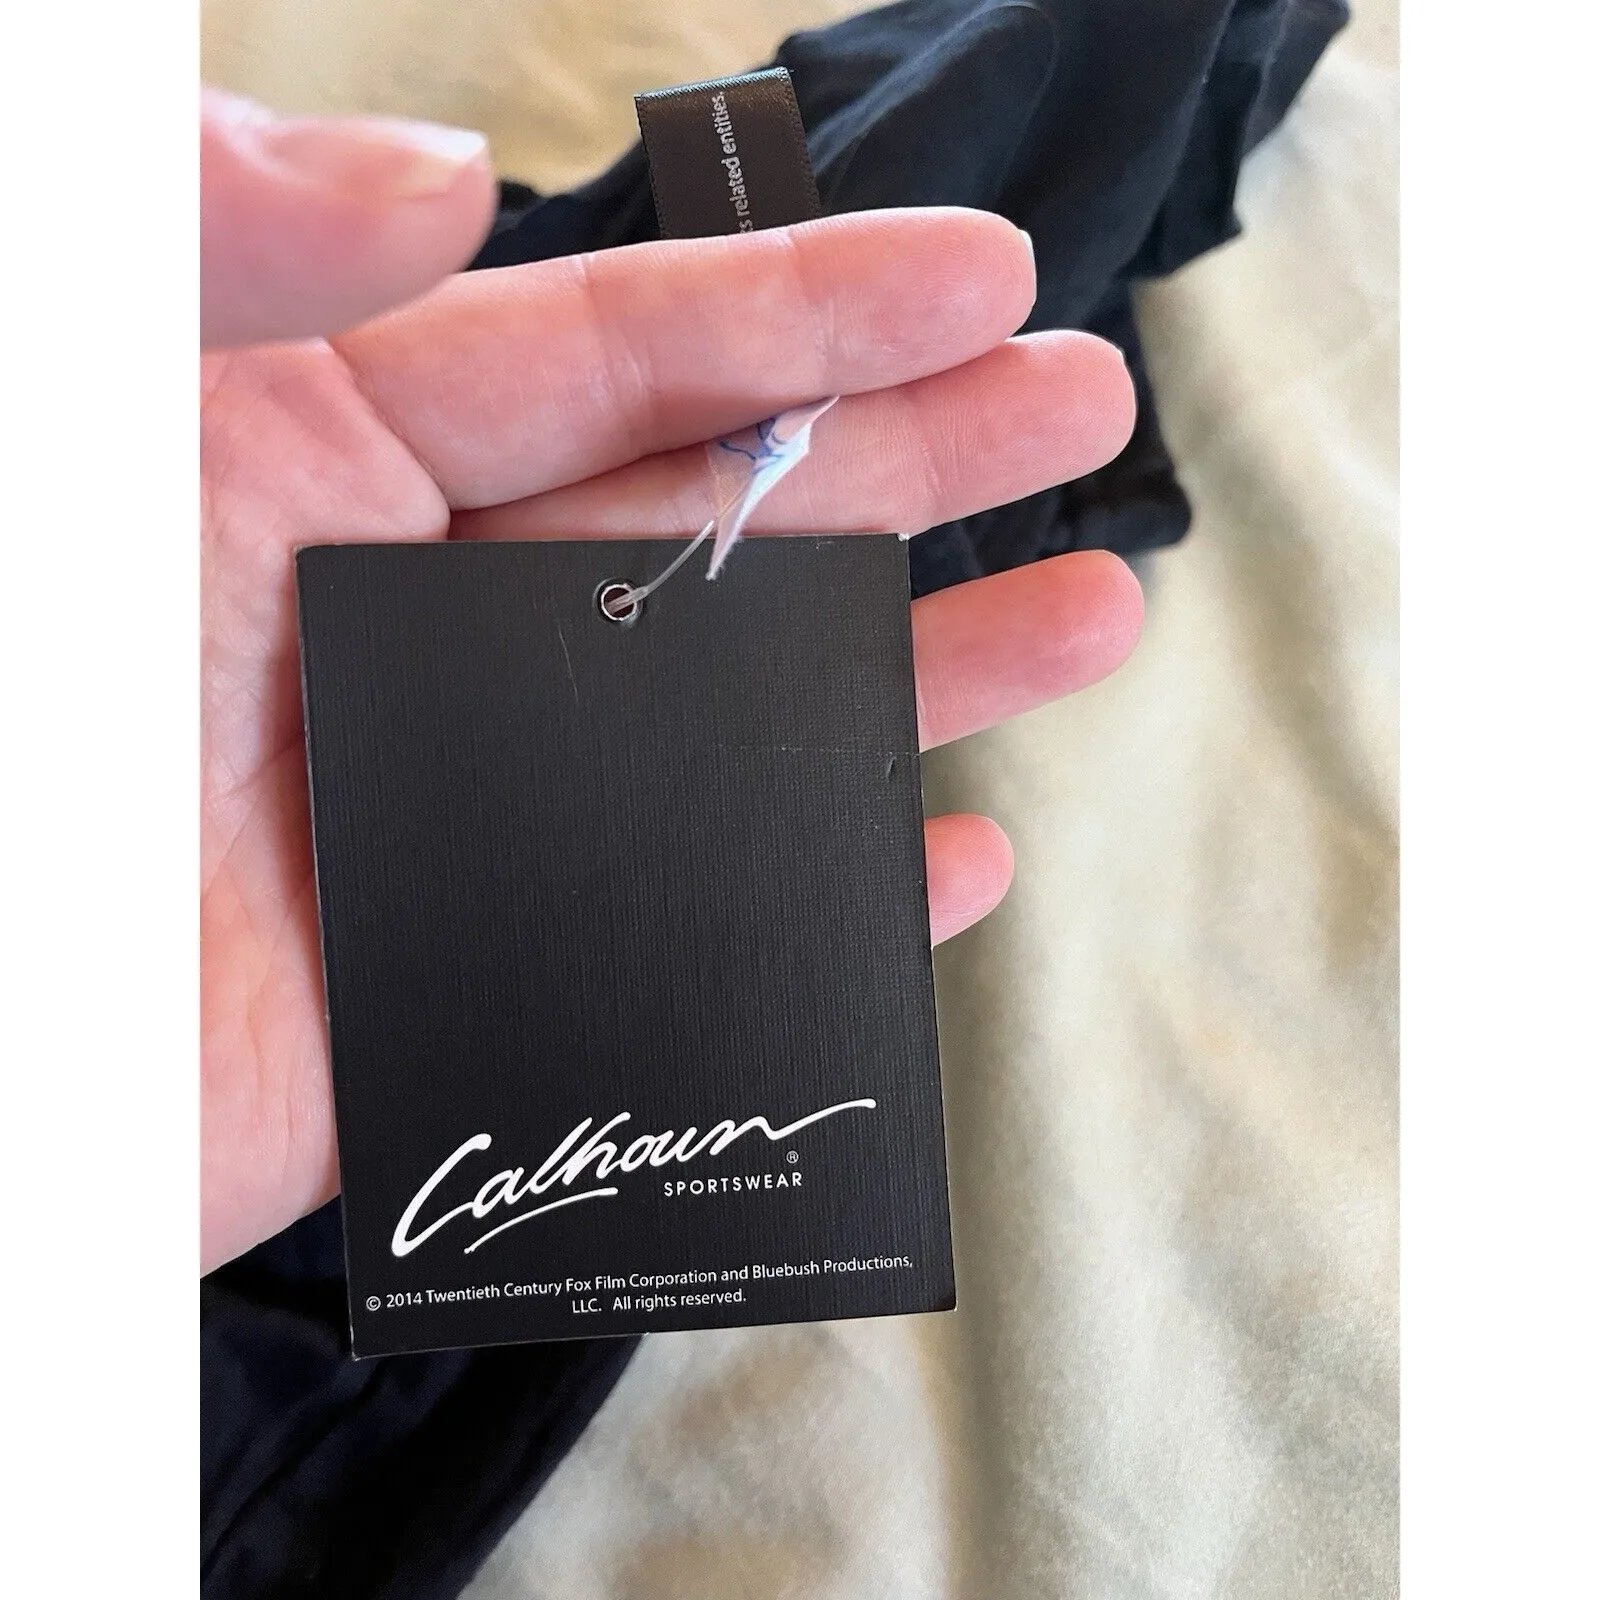 s related entities.
Calhoun®
SPORTSWEAR
© 2014 Twentieth Century Fox Film Corporation and Bluebush Productions,
LLC. All rights reserved.